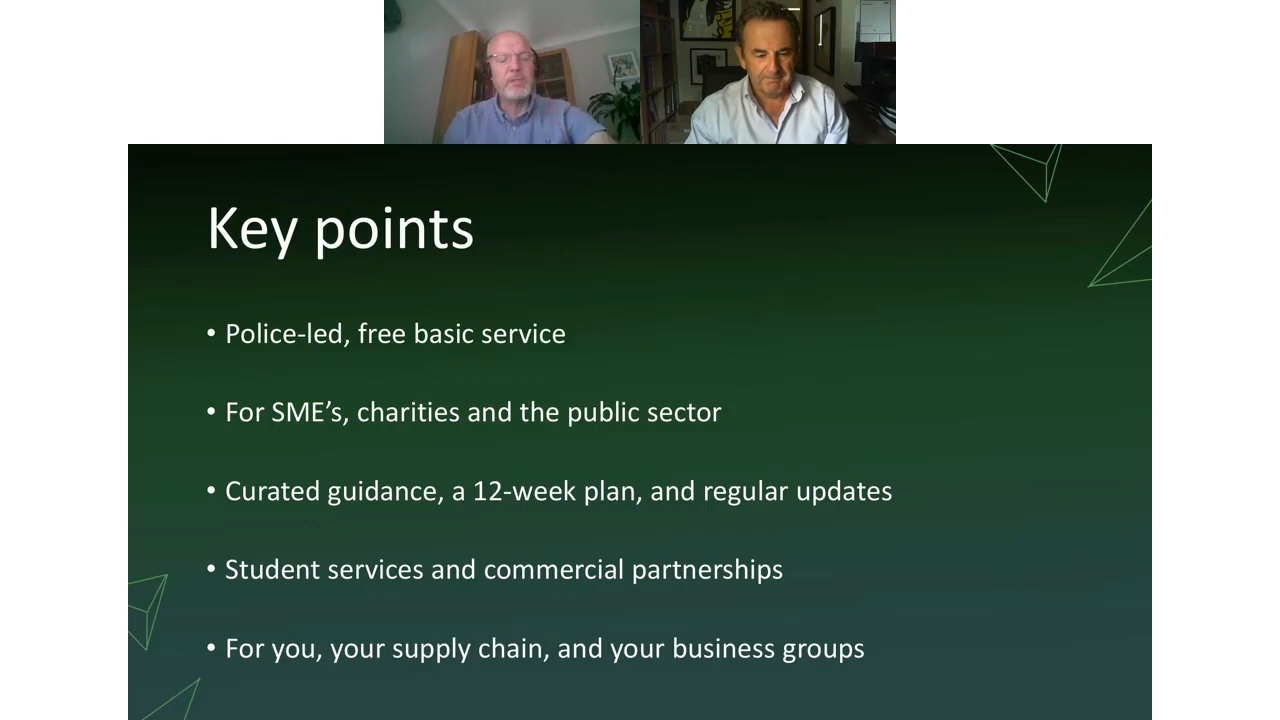 Key points
• Police-led, free basic service
• For SME’s, charities and the public sector
• Curated guidance, a 12-week plan, and regular updates
• Student services and commercial partnerships
• For you, your supply chain, and your business groups